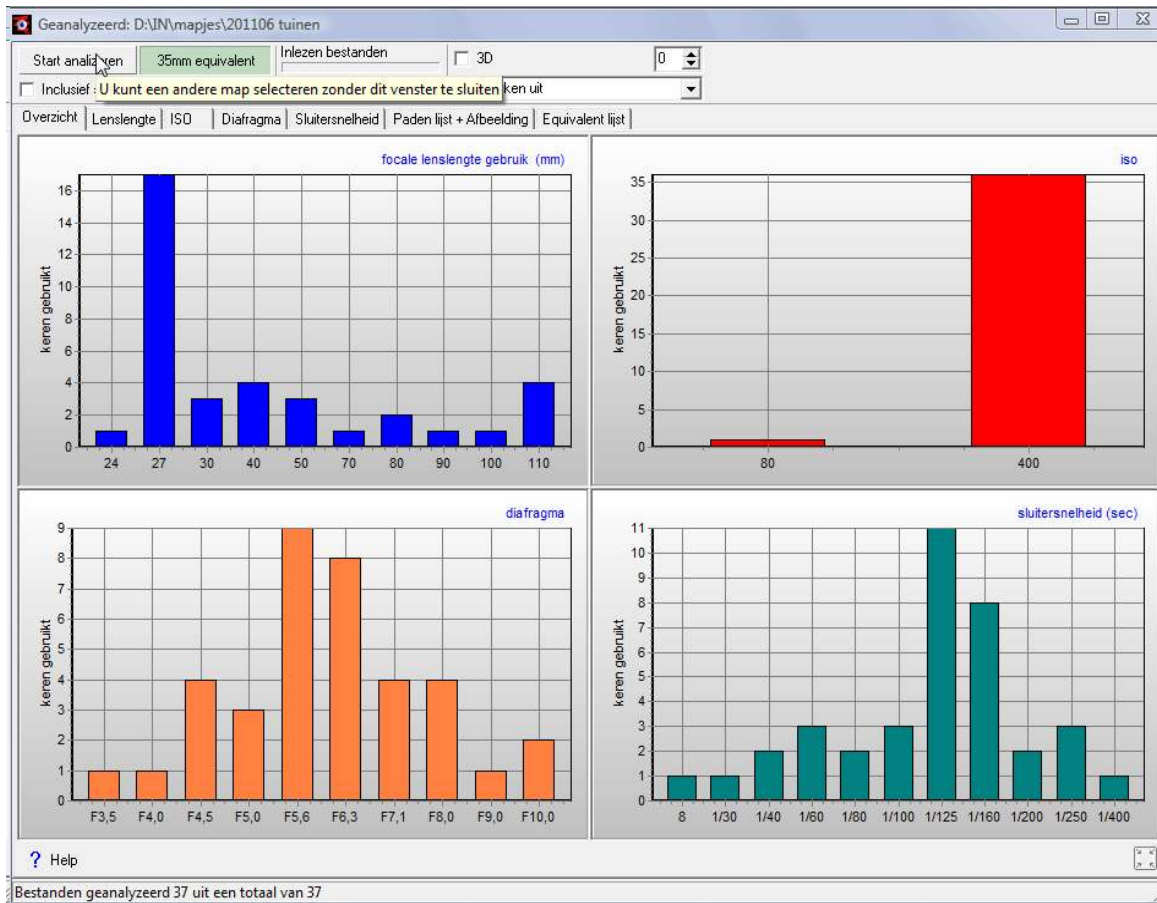 Geanalyzeerd: D:\IN\mapjes\201106 tuinen
Start analizeren 35mm equivalent Inlezen bestanden 3D 0
Inclusief U kunt een andere map selecteren zonder dit venster te sluiten ken uit
Overzicht Lenslengte ISO Diafragma Sluitersnelheid Paden lijst + Afbeelding Equivalent lijst
focale lenslengte gebruik (mm)
keren gebruikt
16
14
12
10
8
6
4
2
0
24 27 30 40 50 70 80 90 100 110
iso
keren gebruikt
35
30
25
20
15
10
5
0
80 400
diafragma
keren gebruikt
9
8
7
6
5
4
3
2
1
0
F3,5 F4,0 F4,5 F5,0 F5,6 F6,3 F7,1 F8,0 F9,0 F10,0
sluitersnelheid (sec)
keren gebruikt
11
10
9
8
7
6
5
4
3
2
1
0
8 1/30 1/40 1/60 1/80 1/100 1/125 1/160 1/200 1/250 1/400
? Help
Bestanden geanalyzeerd 37 uit een totaal van 37